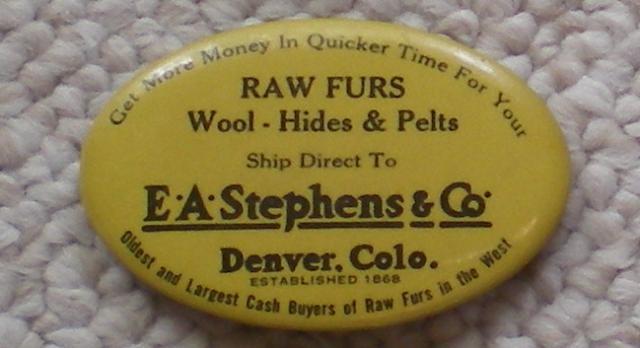 Get More Money In Quicker Time For Your
RAW FURS
Wool - Hides & Pelts
Ship Direct To
E·A·Stephens & Co·
Denver, Colo.
ESTABLISHED 1868
Oldest and Largest Cash Buyers of Raw Furs in the West